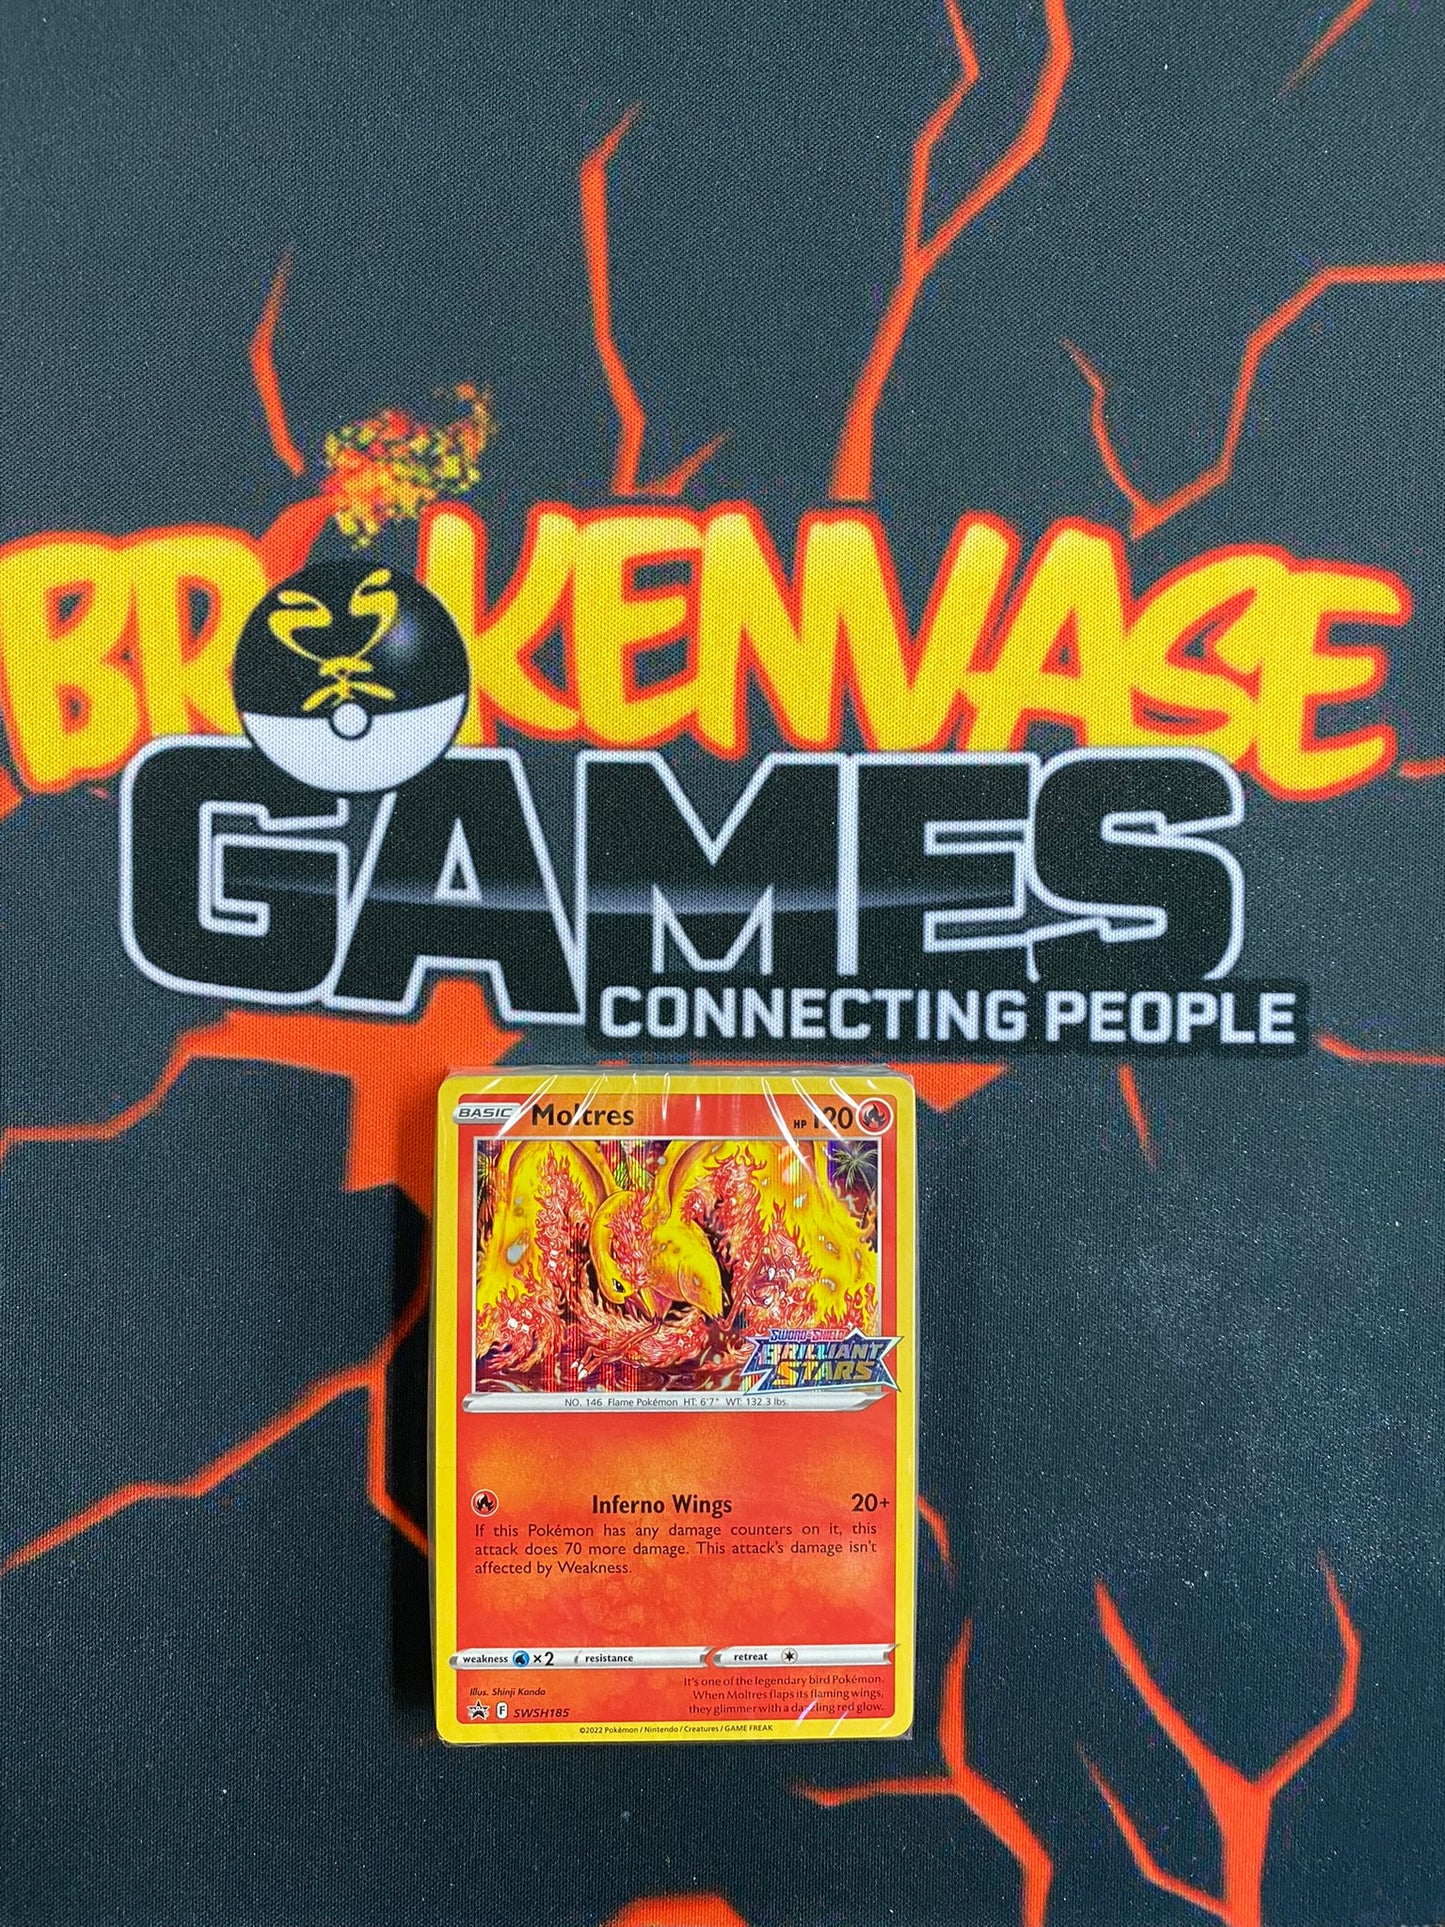 BROKENVASE
GAMES
CONNECTING PEOPLE
BASIC Moltres HP 120
SWORD & SHIELD
BRILLIANT
STARS
NO. 146 Flame Pokémon HT: 6'7" WT: 132.3 lbs.
Inferno Wings 20+
If this Pokémon has any damage counters on it, this
attack does 70 more damage. This attack's damage isn't
affected by Weakness.
weakness ×2 resistance retreat
Illus. Shinji Kanda
It's one of the legendary bird Pokémon.
When Moltres flaps its flaming wings,
they glimmer with a dazzling red glow.
F SWSH185
©2022 Pokémon / Nintendo / Creatures / GAME FREAK